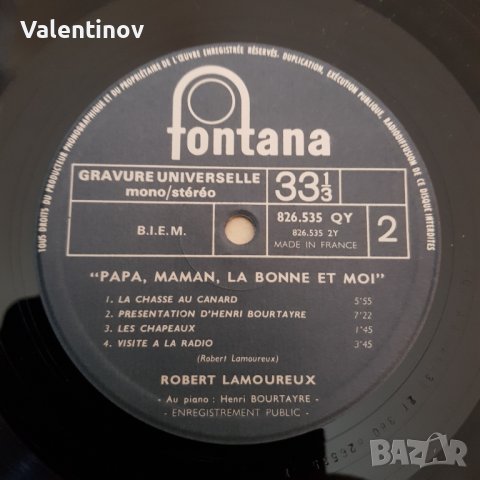 Valentinov
TOUS DROITS DU PRODUCTEUR PHONOGRAPHIQUE ET DU PROPRIÉTAIRE DE L'ŒUVRE ENREGISTRÉE RÉSERVÉS. DUPLICATION, EXÉCUTION PUBLIQUE, RADIODIFFUSION DE CE DISQUE INTERDITES
fontana
GRAVURE UNIVERSELLE
mono/stéréo
33 1/3
B.I.E.M.
826.535 QY
826.535 2Y
MADE IN FRANCE
2
"PAPA, MAMAN, LA BONNE ET MOI"
1. LA CHASSE AU CANARD 5'55
2. PRESENTATION D'HENRI BOURTAYRE 7'22
3. LES CHAPEAUX 1'45
4. VISITE A LA RADIO 3'45
(Robert Lamoureux)
ROBERT LAMOUREUX
- Au piano : Henri BOURTAYRE -
- ENREGISTREMENT PUBLIC -
BAZAR